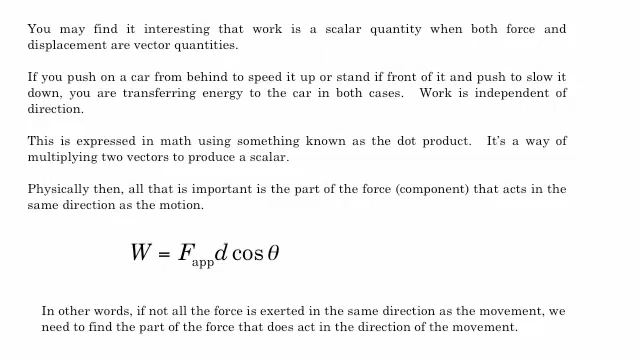 You may find it interesting that work is a scalar quantity when both force and
displacement are vector quantities.
If you push on a car from behind to speed it up or stand if front of it and push to slow it
down, you are transferring energy to the car in both cases. Work is independent of
direction.
This is expressed in math using something known as the dot product. It's a way of
multiplying two vectors to produce a scalar.
Physically then, all that is important is the part of the force (component) that acts in the
same direction as the motion.
W = F_app d cos θ
In other words, if not all the force is exerted in the same direction as the movement, we
need to find the part of the force that does act in the direction of the movement.